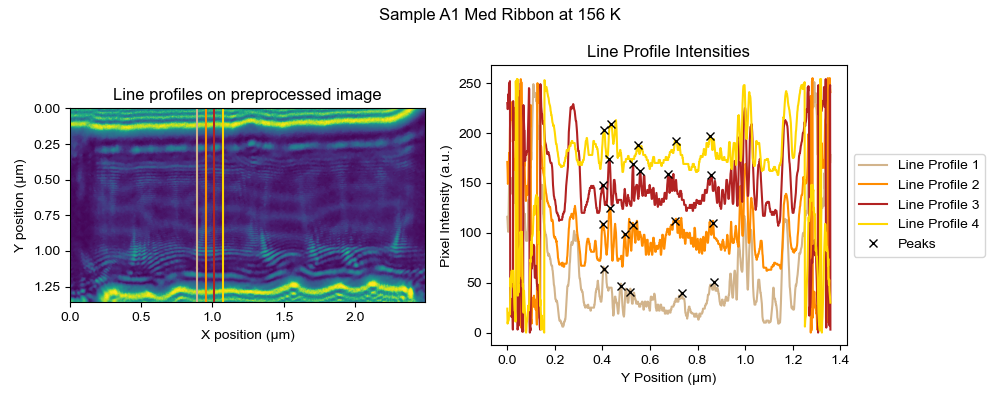 Sample A1 Med Ribbon at 156 K
Line profiles on preprocessed image
0.00
0.25
0.50
0.75
1.00
1.25
Y position (μm)
0.0
0.5
1.0
1.5
2.0
X position (μm)
Line Profile Intensities
250
200
150
100
50
0
Pixel Intensity (a.u.)
0.0
0.2
0.4
0.6
0.8
1.0
1.2
1.4
Y Position (μm)
Line Profile 1
Line Profile 2
Line Profile 3
Line Profile 4
Peaks